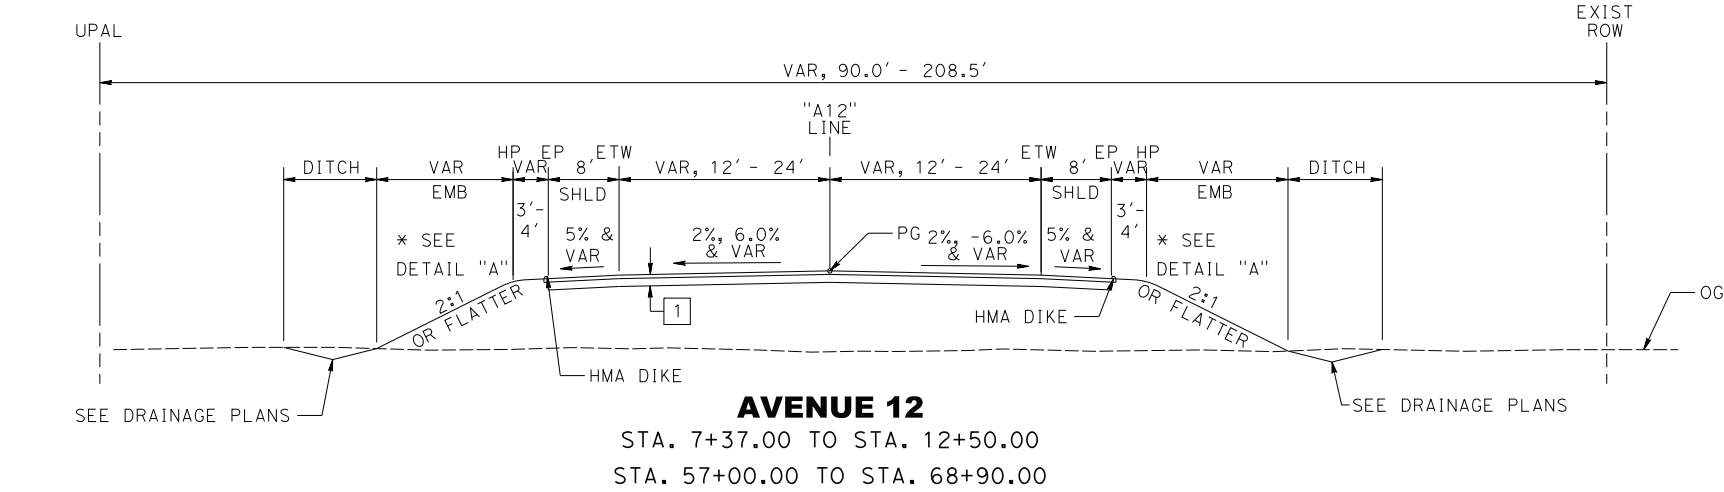 UPAL
EXIST
ROW
VAR, 90.0' - 208.5'
"A12"
LINE
HP EP ETW
ETW EP HP
DITCH
VAR
EMB
VAR
8'
SHLD
VAR, 12' - 24'
VAR, 12' - 24'
8'
SHLD
VAR
VAR
EMB
DITCH
3'-
4'
3'-
4'
* SEE
DETAIL "A"
5% &
VAR
2%, 6.0%
& VAR
PG
2%, -6.0%
& VAR
5% &
VAR
* SEE
DETAIL "A"
2:1
OR FLATTER
1
HMA DIKE
2:1
OR FLATTER
OG
HMA DIKE
SEE DRAINAGE PLANS
SEE DRAINAGE PLANS
AVENUE 12
STA. 7+37.00 TO STA. 12+50.00
STA. 57+00.00 TO STA. 68+90.00